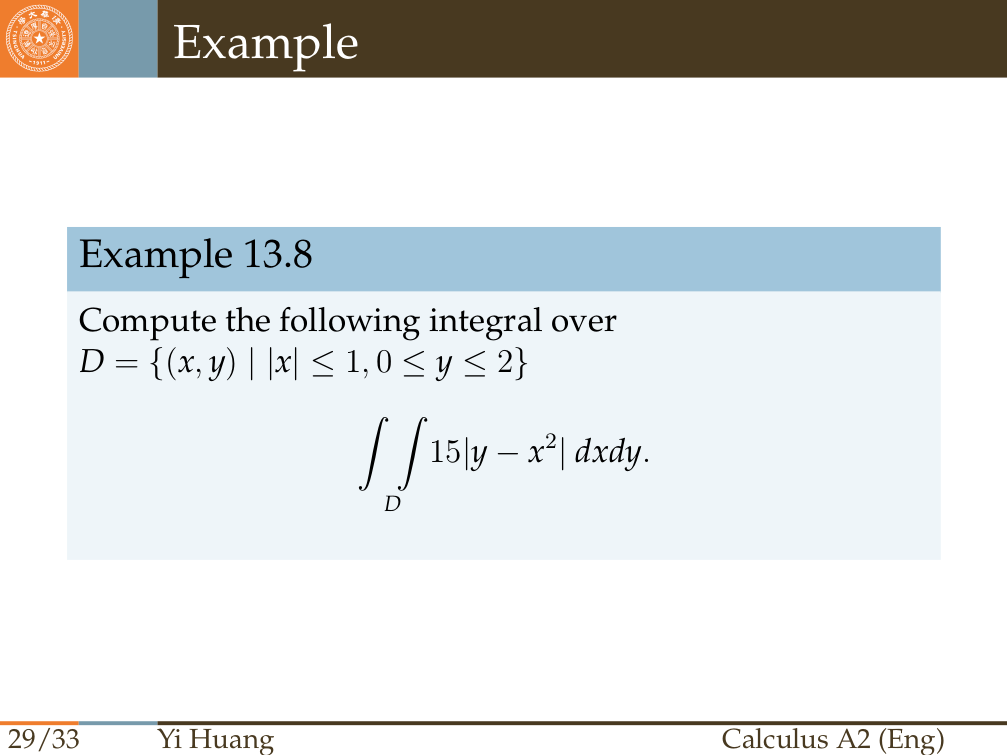 Example
Example 13.8
Compute the following integral over
D = {(x, y) | |x| ≤ 1, 0 ≤ y ≤ 2}
∫∫_D 15|y − x²| dxdy.
29/33 Yi Huang Calculus A2 (Eng)